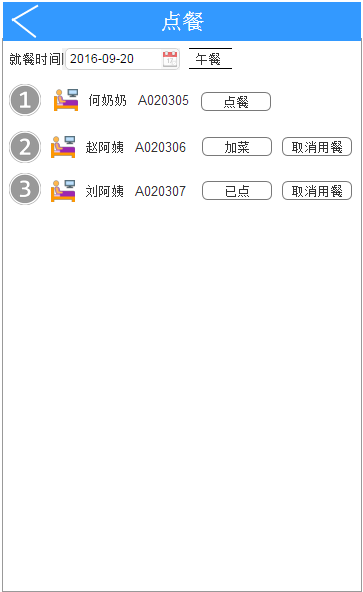 点餐
就餐时间 2016-09-20 午餐
1 何奶奶 A020305 点餐
2 赵阿姨 A020306 加菜 取消用餐
3 刘阿姨 A020307 已点 取消用餐